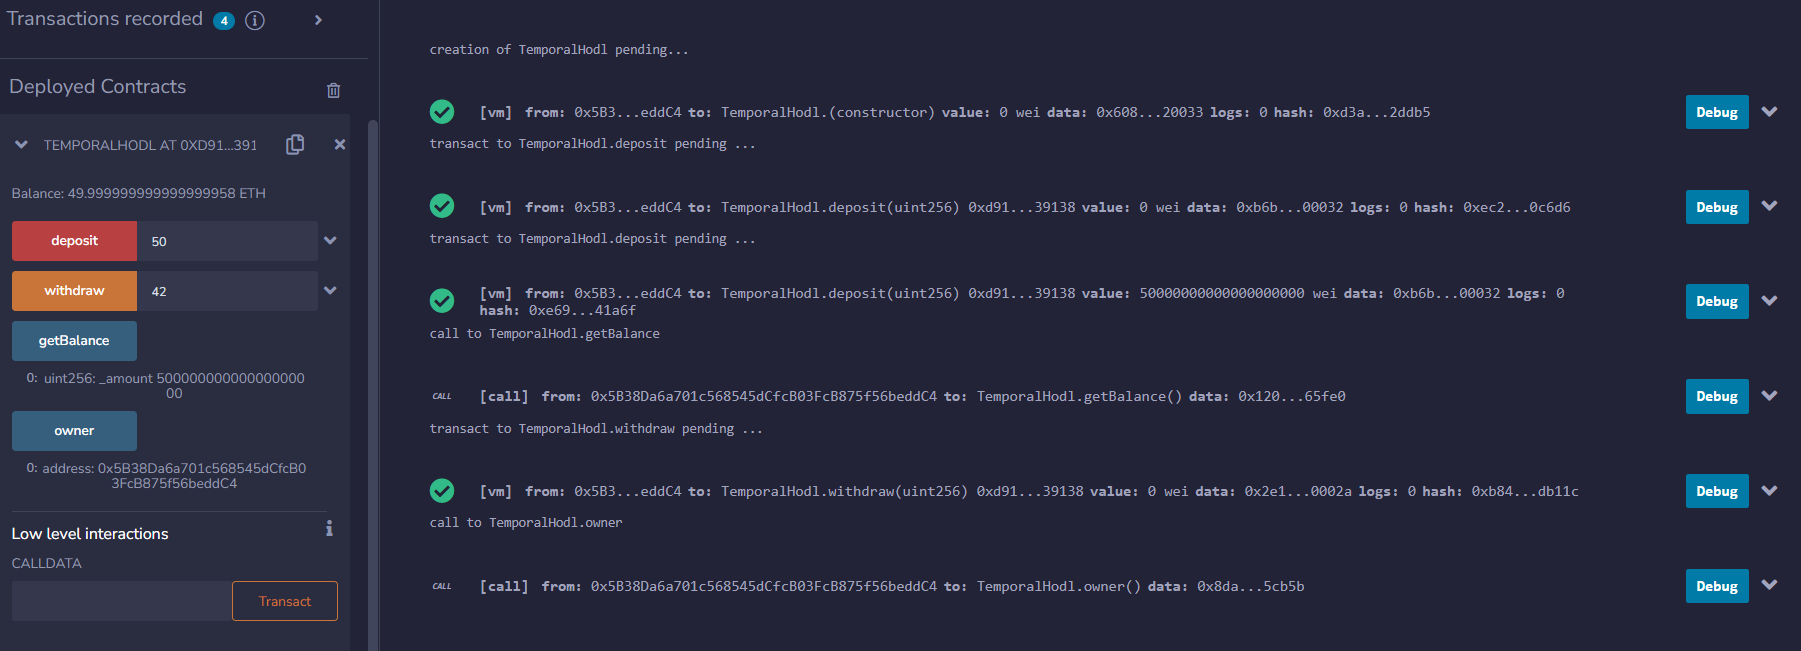 Transactions recorded 4 i
Deployed Contracts
TEMPORALHODL AT 0XD91...391
Balance: 49.999999999999999958 ETH
deposit 50
withdraw 42
getBalance
0: uint256: _amount 500000000000000000
00
owner
0: address: 0x5B38Da6a701c568545dCfcB0
3FcB875f56beddC4
Low level interactions i
CALLDATA
Transact
creation of TemporalHodl pending...
[vm] from: 0x5B3...eddC4 to: TemporalHodl.(constructor) value: 0 wei data: 0x608...20033 logs: 0 hash: 0xd3a...2ddb5 Debug
transact to TemporalHodl.deposit pending ...
[vm] from: 0x5B3...eddC4 to: TemporalHodl.deposit(uint256) 0xd91...39138 value: 0 wei data: 0xb6b...00032 logs: 0 hash: 0xec2...0c6d6 Debug
transact to TemporalHodl.deposit pending ...
[vm] from: 0x5B3...eddC4 to: TemporalHodl.deposit(uint256) 0xd91...39138 value: 50000000000000000000 wei data: 0xb6b...00032 logs: 0 Debug
hash: 0xe69...41a6f
call to TemporalHodl.getBalance
CALL [call] from: 0x5B38Da6a701c568545dCfcB03FcB875f56beddC4 to: TemporalHodl.getBalance() data: 0x120...65fe0 Debug
transact to TemporalHodl.withdraw pending ...
[vm] from: 0x5B3...eddC4 to: TemporalHodl.withdraw(uint256) 0xd91...39138 value: 0 wei data: 0x2e1...0002a logs: 0 hash: 0xb84...db11c Debug
call to TemporalHodl.owner
CALL [call] from: 0x5B38Da6a701c568545dCfcB03FcB875f56beddC4 to: TemporalHodl.owner() data: 0x8da...5cb5b Debug